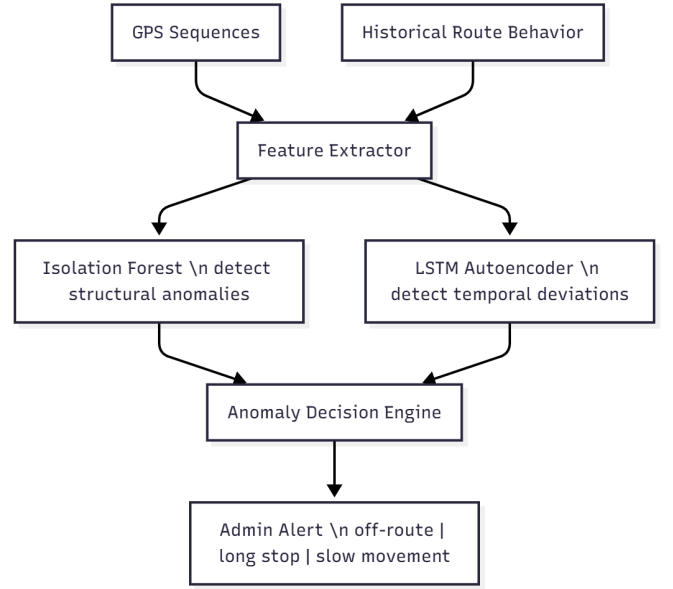 GPS Sequences
Historical Route Behavior
Feature Extractor
Isolation Forest \n detect
structural anomalies
LSTM Autoencoder \n
detect temporal deviations
Anomaly Decision Engine
Admin Alert \n off-route |
long stop | slow movement